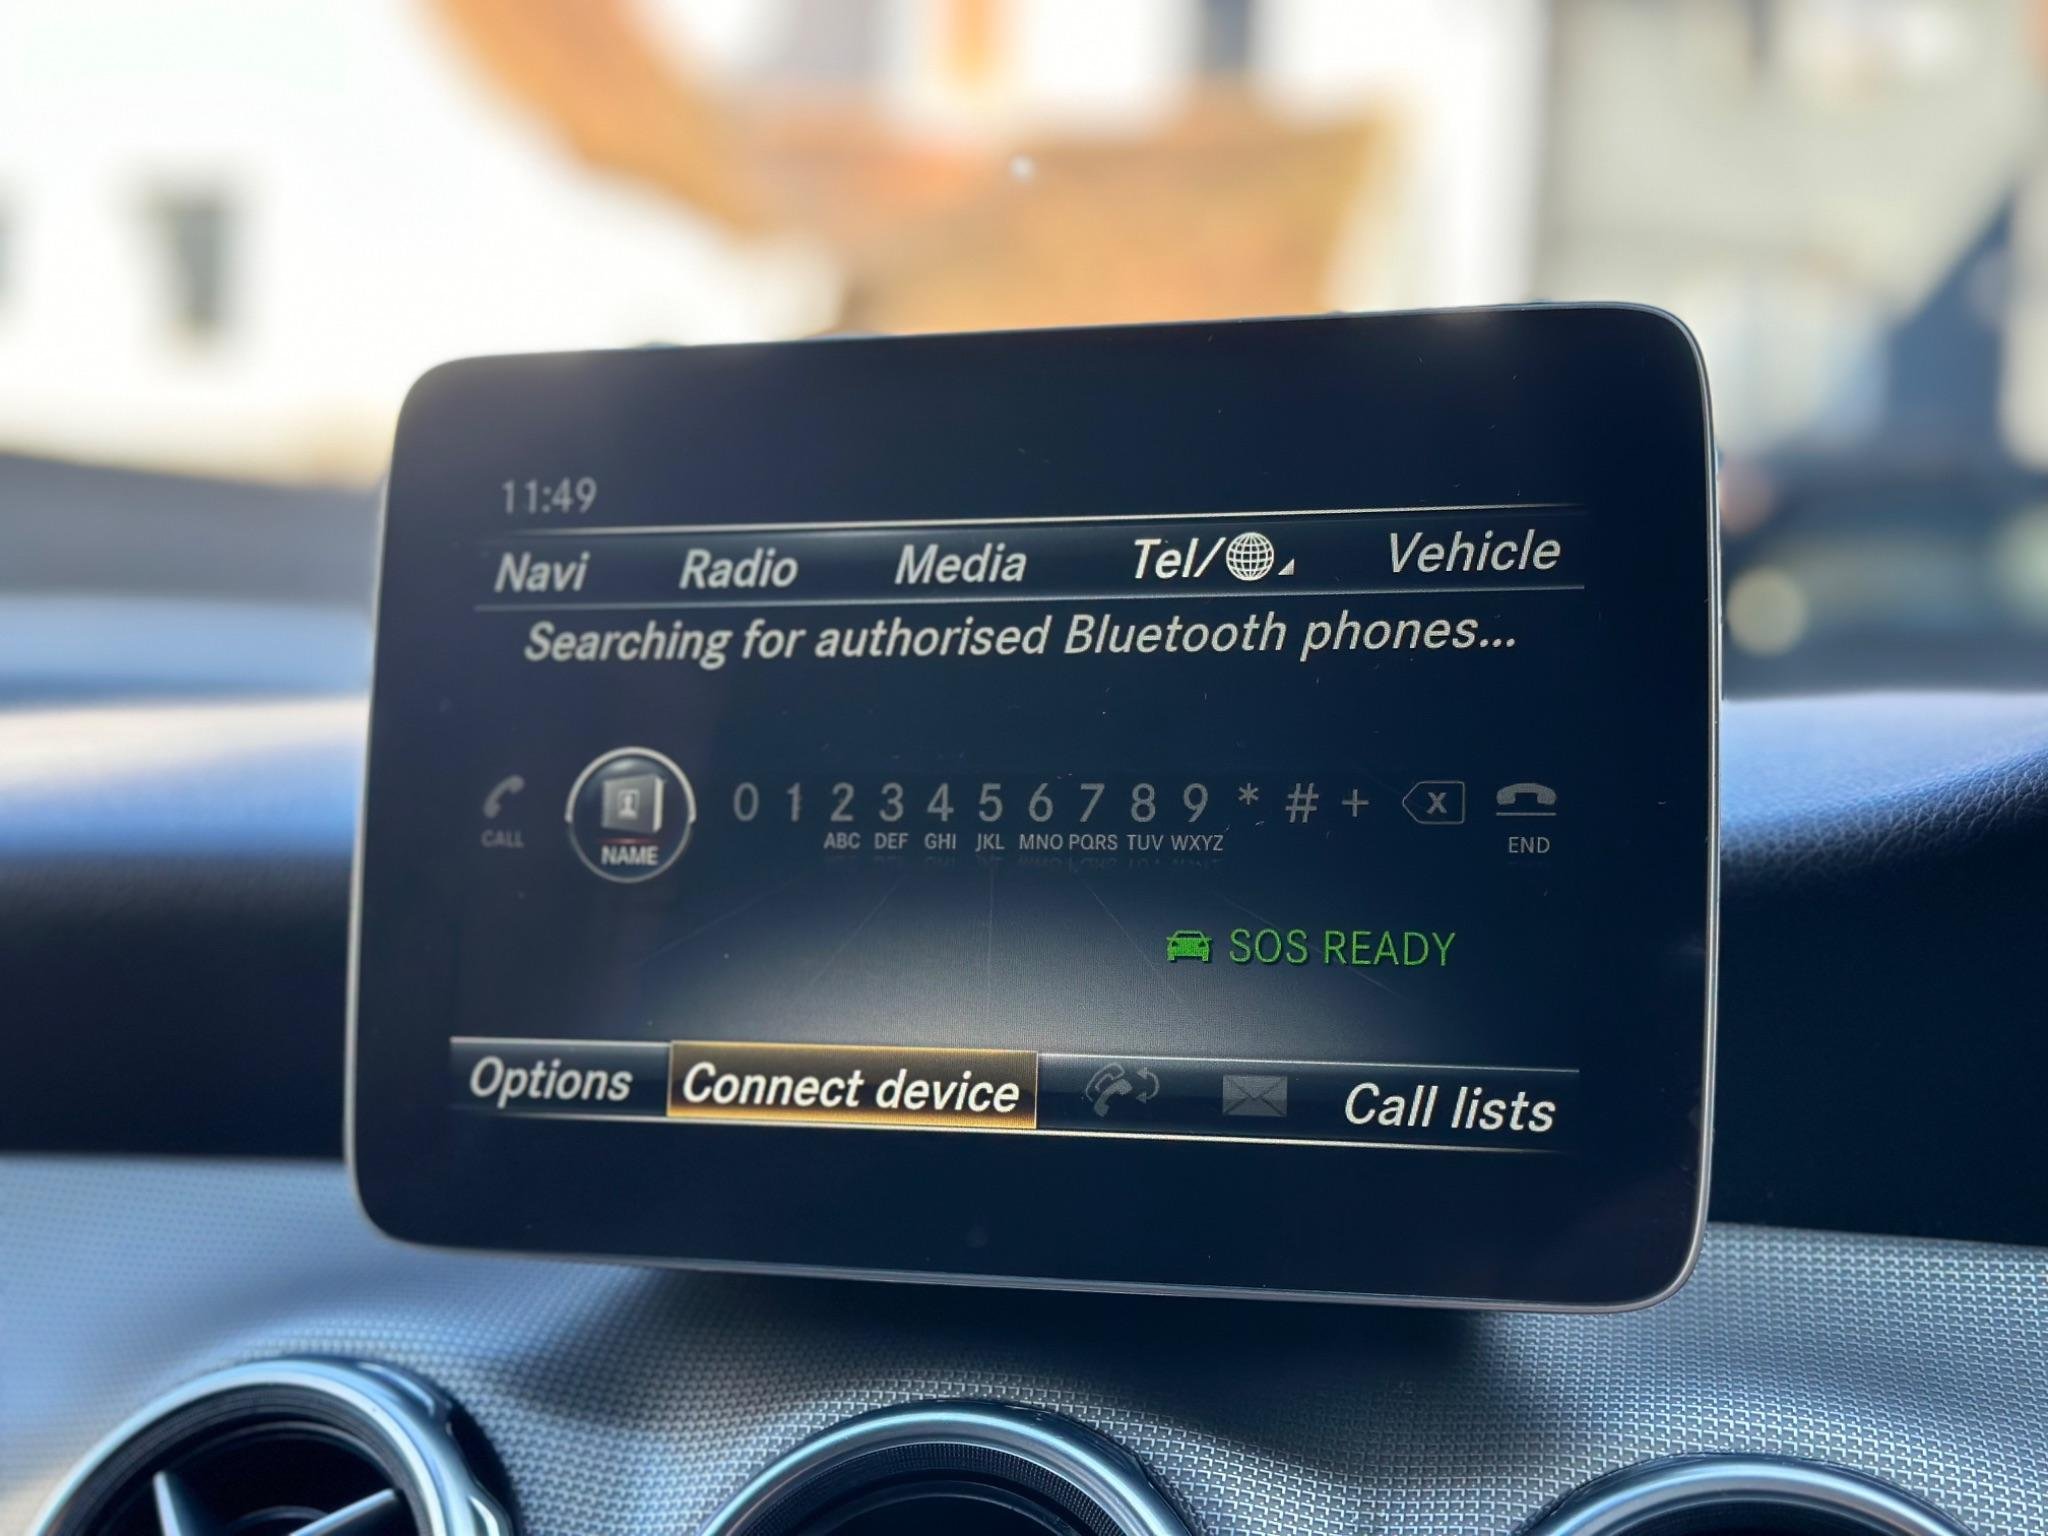 11:49
Navi Radio Media Tel/ Vehicle
Searching for authorised Bluetooth phones...
0 1 2 3 4 5 6 7 8 9 * # + x
CALL NAME ABC DEF GHI JKL MNO PQRS TUV WXYZ END
SOS READY
Options Connect device Call lists